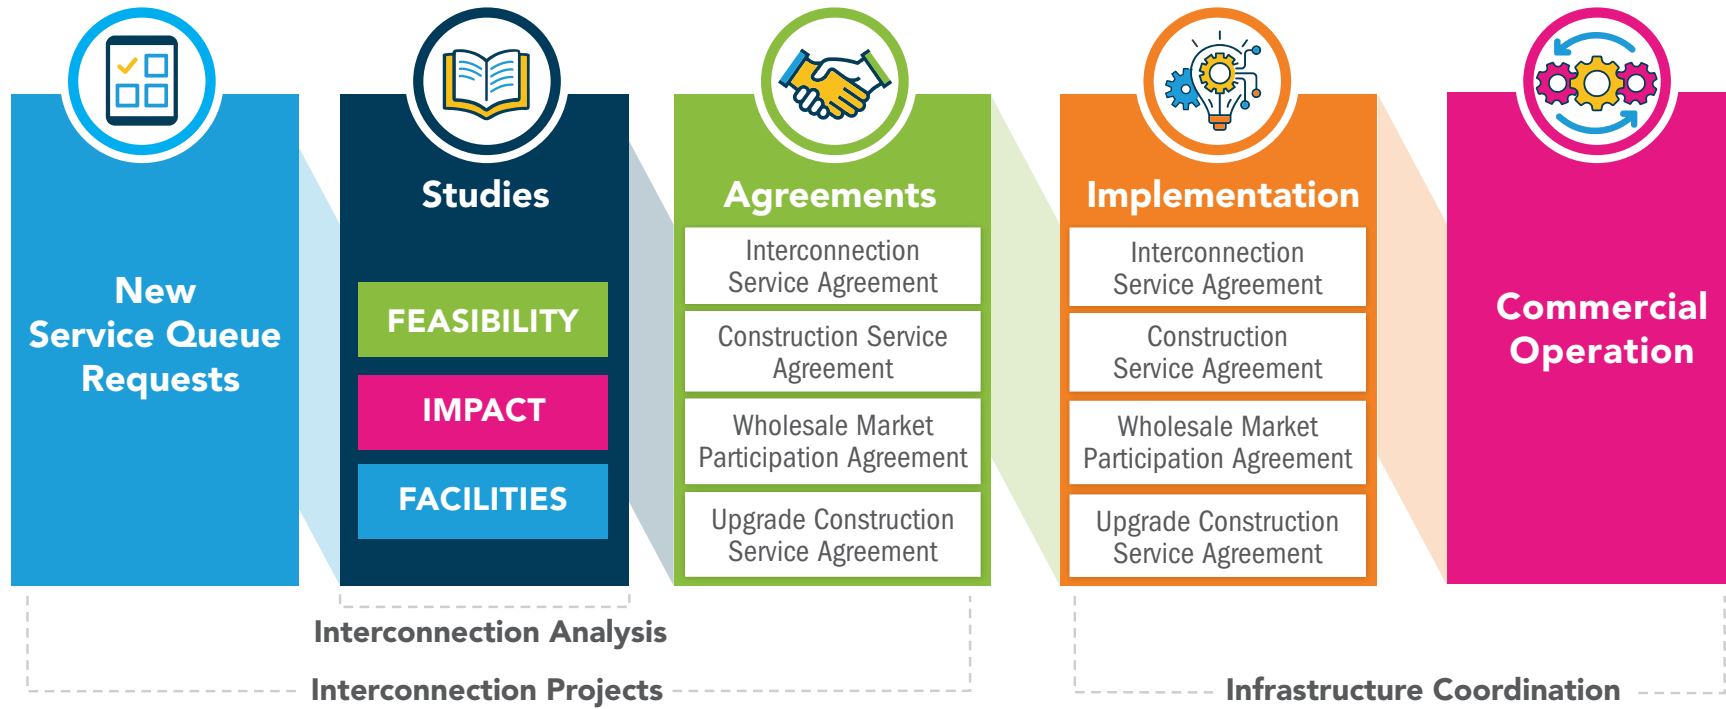 New
Service Queue
Requests
Studies
FEASIBILITY
IMPACT
FACILITIES
Agreements
Interconnection
Service Agreement
Construction Service
Agreement
Wholesale Market
Participation Agreement
Upgrade Construction
Service Agreement
Implementation
Interconnection
Service Agreement
Construction
Service Agreement
Wholesale Market
Participation Agreement
Upgrade Construction
Service Agreement
Commercial
Operation
Interconnection Analysis
Interconnection Projects
Infrastructure Coordination